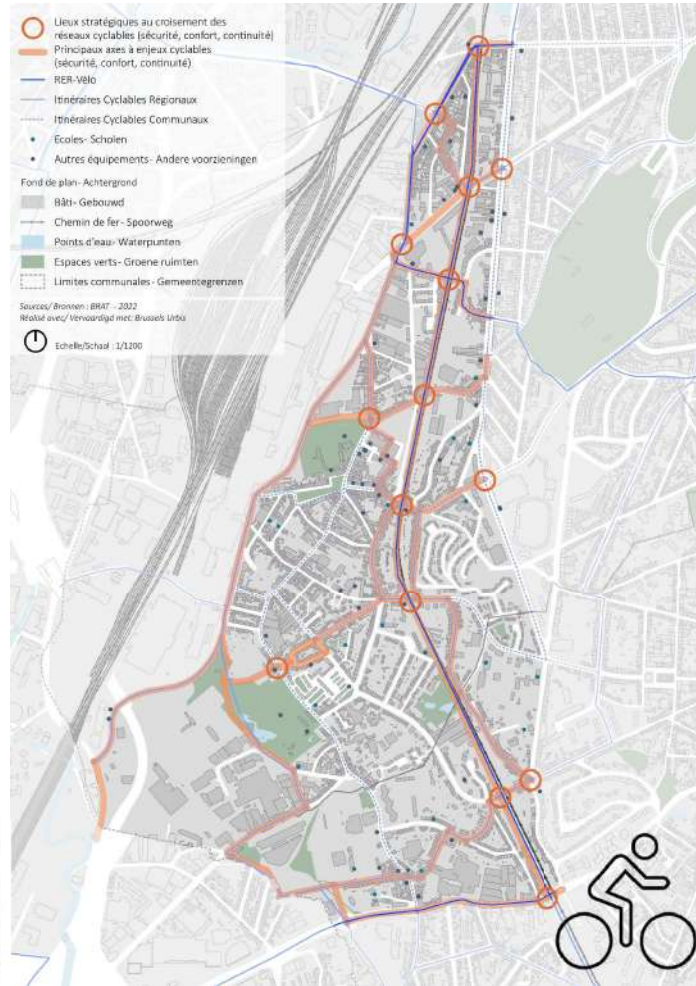 Lieux stratégiques au croisement des
réseaux cyclables (sécurité, confort, continuité)
Principaux axes à enjeux cyclables
(sécurité, confort, continuité)
RER-Vélo
Itinéraires Cyclables Régionaux
Itinéraires Cyclables Communaux
Ecoles- Scholen
Autres équipements- Andere voorzieningen
Fond de plan- Achtergrond
Bâti- Gebouwd
Chemin de fer- Spoorweg
Points d'eau- Waterpunten
Espaces verts- Groene ruimten
Limites communales- Gemeentegrenzen
Sources/ Bronnen : BRAT - 2022
Réalisé avec/ Vervaardigd met: Brussels Urbis
Echelle/Schaal : 1/1200